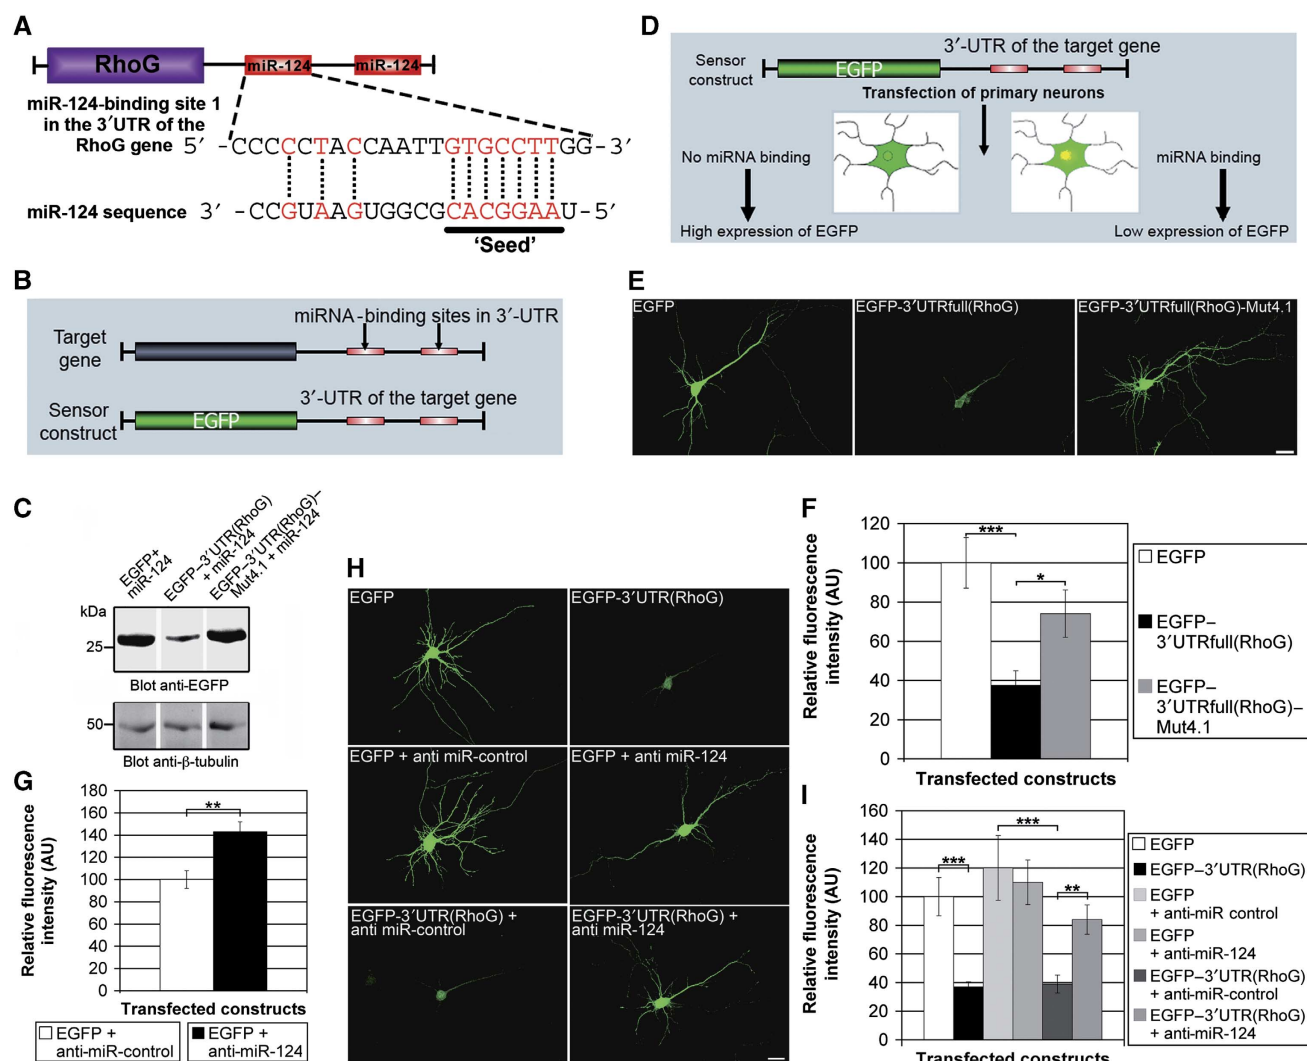 A
RhoG
miR-124
miR-124
miR-124-binding site 1
in the 3′UTR of the
RhoG gene
5′ -CCCCCTACCAATTGTGCCTTGG-3′
miR-124 sequence
3′ -CCGUAAGUGGCGCACGGAAU-5′
‘Seed’
B
miRNA-binding sites in 3′-UTR
Target
gene
3′-UTR of the target gene
Sensor
construct
EGFP
C
EGFP+
miR-124
EGFP–3′UTR(RhoG)
+ miR-124
EGFP–3′UTR(RhoG)–
Mut4.1 + miR-124
kDa
25
Blot anti-EGFP
50
Blot anti-β-tubulin
D
3′-UTR of the target gene
Sensor
construct
EGFP
Transfection of primary neurons
No miRNA binding
miRNA binding
High expression of EGFP
Low expression of EGFP
E
EGFP
EGFP-3′UTRfull(RhoG)
EGFP-3′UTRfull(RhoG)-Mut4.1
F
Relative fluorescence
intensity (AU)
120
100
80
60
40
20
0
***
*
Transfected constructs
EGFP
EGFP–
3′UTRfull(RhoG)
EGFP–
3′UTRfull(RhoG)–
Mut4.1
G
Relative fluorescence
intensity (AU)
180
160
140
120
100
80
60
40
20
0
**
Transfected constructs
EGFP +
anti-miR-control
EGFP +
anti-miR-124
H
EGFP
EGFP-3′UTR(RhoG)
EGFP + anti miR-control
EGFP + anti miR-124
EGFP-3′UTR(RhoG) +
anti miR-control
EGFP-3′UTR(RhoG) +
anti miR-124
I
Relative fluorescence
intensity (AU)
160
140
120
100
80
60
40
20
0
***
***
**
Transfected constructs
EGFP
EGFP–3′UTR(RhoG)
EGFP
+ anti-miR control
EGFP
+ anti-miR-124
EGFP–3′UTR(RhoG)
+ anti-miR-control
EGFP–3′UTR(RhoG)
+ anti-miR-124